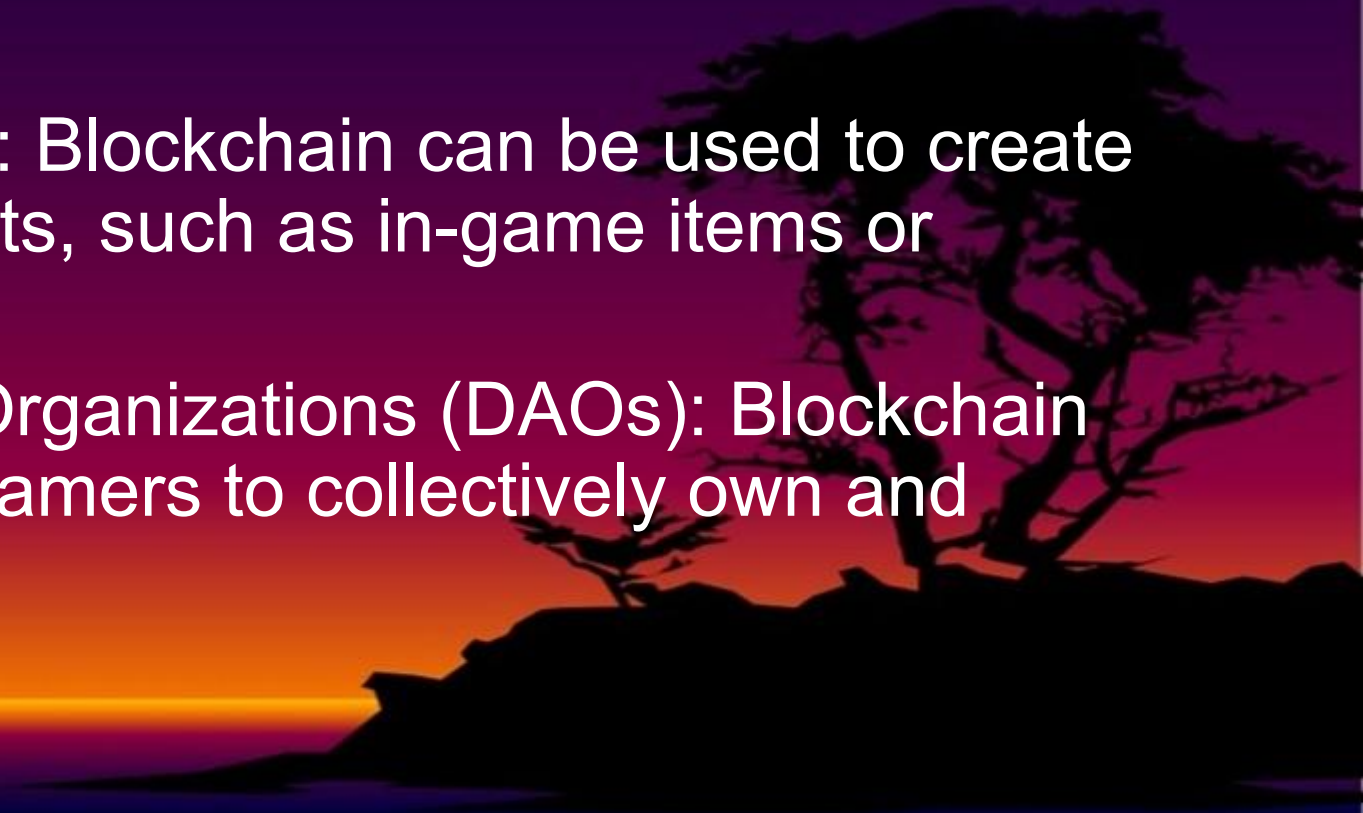 : Blockchain can be used to create
ts, such as in-game items or
Organizations (DAOs): Blockchain
amers to collectively own and